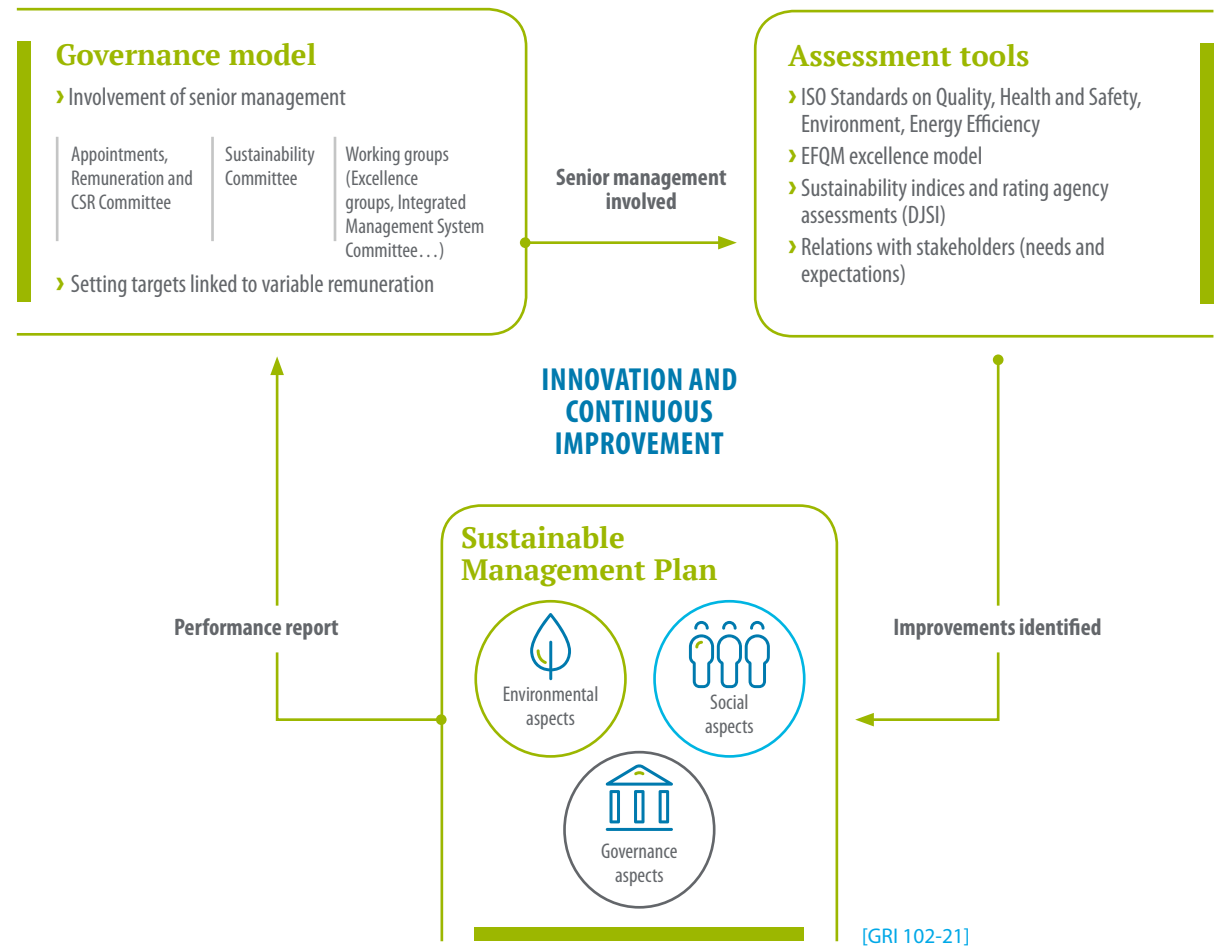 Governance model
› Involvement of senior management
Appointments,
Remuneration and
CSR Committee
Sustainability
Committee
Working groups
(Excellence
groups, Integrated
Management System
Committee…)
› Setting targets linked to variable remuneration
Senior management
involved
Assessment tools
› ISO Standards on Quality, Health and Safety,
Environment, Energy Efficiency
› EFQM excellence model
› Sustainability indices and rating agency
assessments (DJSI)
› Relations with stakeholders (needs and
expectations)
INNOVATION AND
CONTINUOUS
IMPROVEMENT
Performance report
Sustainable
Management Plan
Environmental
aspects
Social
aspects
Governance
aspects
Improvements identified
[GRI 102-21]